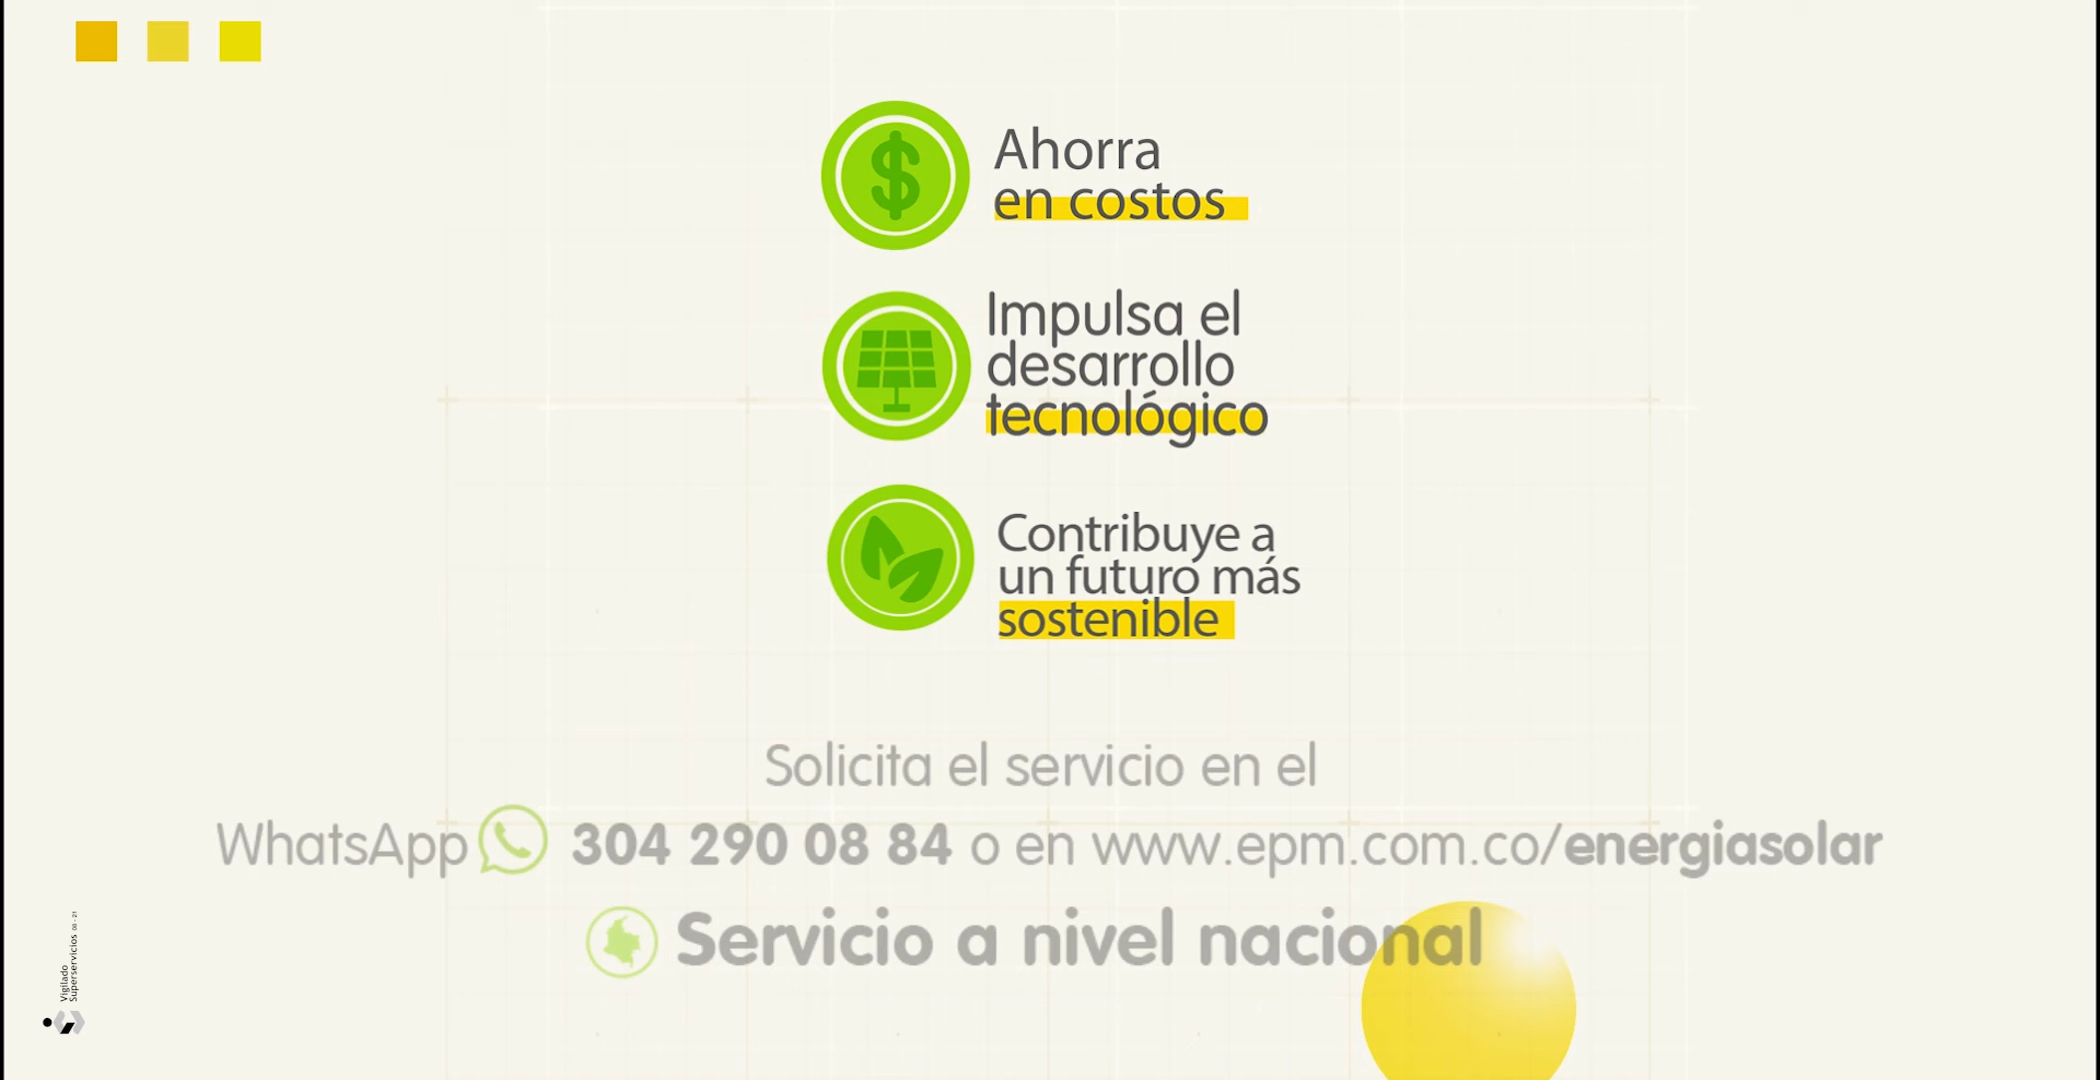 Ahorra
en costos
Impulsa el
desarrollo
tecnológico
Contribuye a
un futuro más
sostenible
Solicita el servicio en el
WhatsApp 304 290 08 84 o en www.epm.com.co/energiasolar
Servicio a nivel nacional
Vigilado
Superservicios